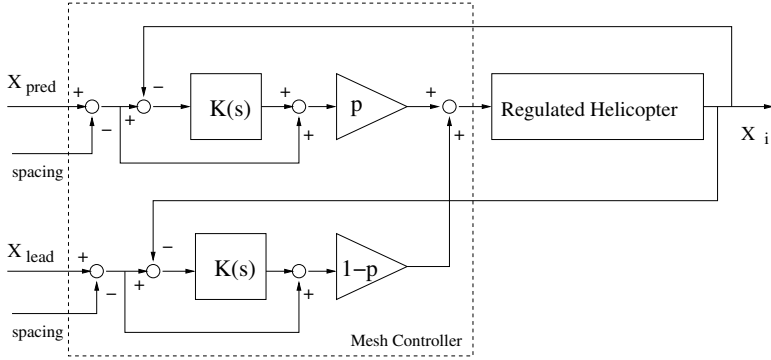 X pred
+
−
spacing
−
+
K(s)
+
+
p
+
+
Regulated Helicopter
X i
X lead
+
−
spacing
−
+
K(s)
+
+
1−p
Mesh Controller